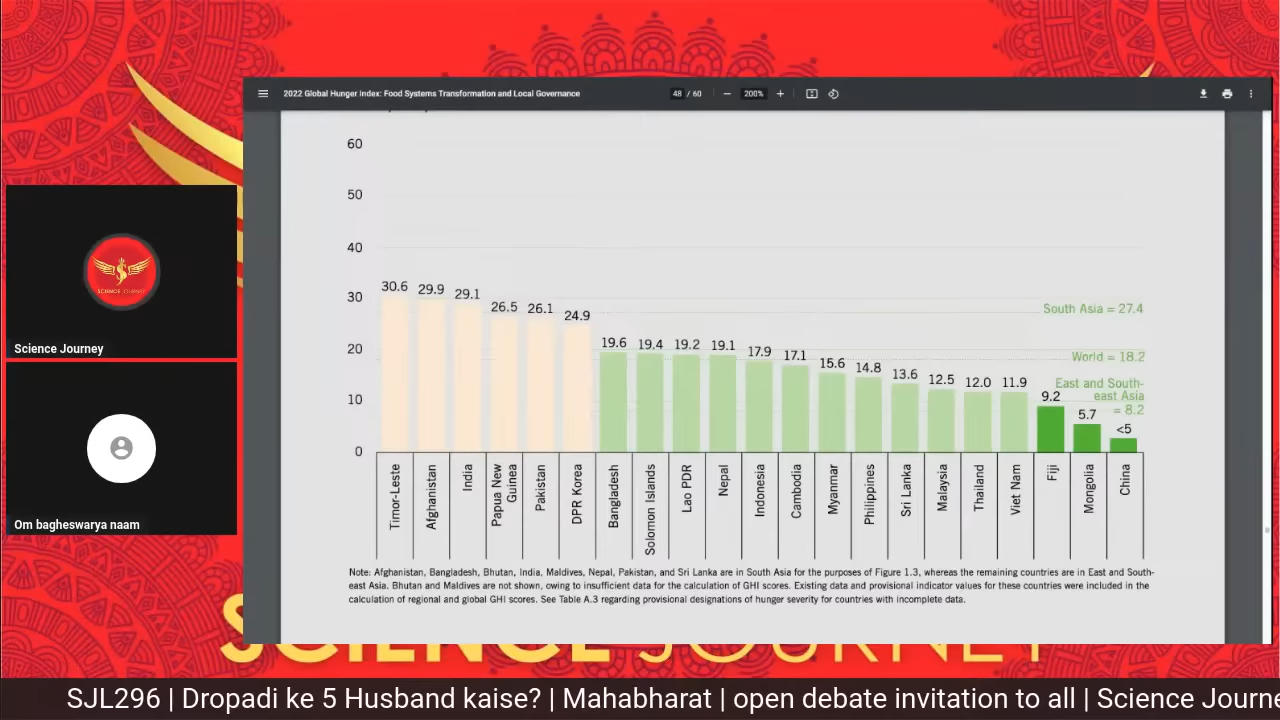 2022 Global Hunger Index: Food Systems Transformation and Local Governance
48 / 60
200%
60
50
40
30
20
10
0
30.6
29.9
29.1
26.5
26.1
24.9
19.6
19.4
19.2
19.1
17.9
17.1
15.6
14.8
13.6
12.5
12.0
11.9
9.2
5.7
<5
South Asia = 27.4
World = 18.2
East and South-
east Asia
= 8.2
Timor-Leste
Afghanistan
India
Papua New
Guinea
Pakistan
DPR Korea
Bangladesh
Solomon Islands
Lao PDR
Nepal
Indonesia
Cambodia
Myanmar
Philippines
Sri Lanka
Malaysia
Thailand
Viet Nam
Fiji
Mongolia
China
Note: Afghanistan, Bangladesh, Bhutan, India, Maldives, Nepal, Pakistan, and Sri Lanka are in South Asia for the purposes of Figure 1.3, whereas the remaining countries are in East and South-
east Asia. Bhutan and Maldives are not shown, owing to insufficient data for the calculation of GHI scores. Existing data and provisional indicator values for these countries were included in the
calculation of regional and global GHI scores. See Table A.3 regarding provisional designations of hunger severity for countries with incomplete data.
SCIENCE JOURNEY
Science Journey
Om bagheswarya naam
SCIENCE JOURNEY
SJL296 | Dropadi ke 5 Husband kaise? | Mahabharat | open debate invitation to all | Science Journe